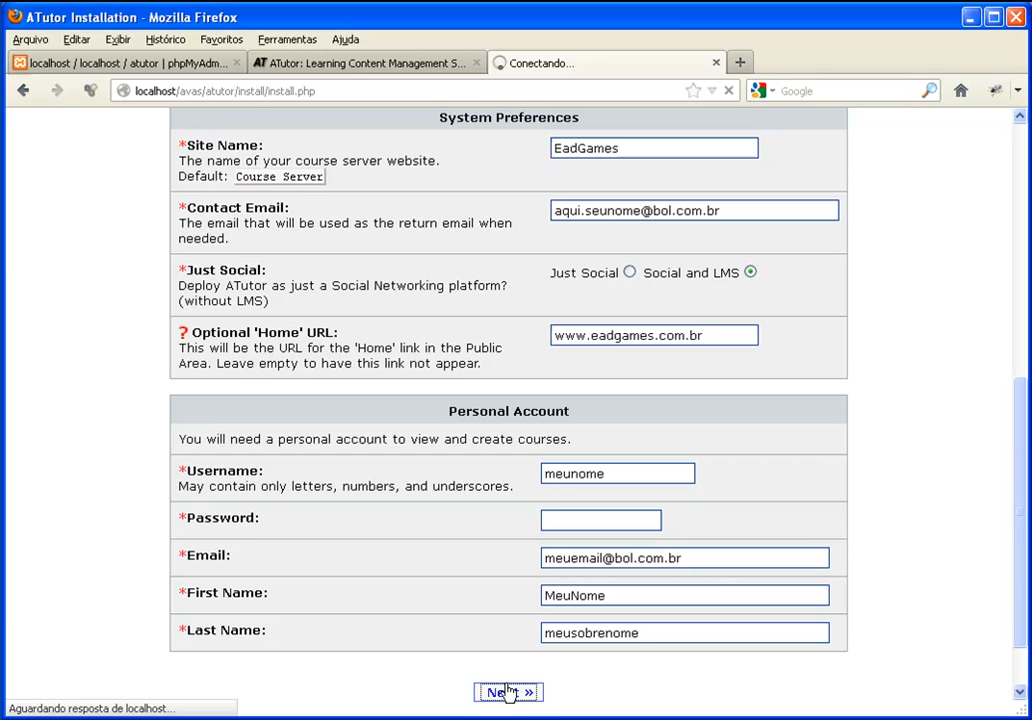 ATutor Installation - Mozilla Firefox
Arquivo Editar Exibir Histórico Favoritos Ferramentas Ajuda
localhost / localhost / atutor | phpMyAdm...
ATutor: Learning Content Management S...
Conectando...
localhost/avas/atutor/install/install.php
Google
System Preferences
*Site Name:
The name of your course server website.
Default: Course Server
EadGames
*Contact Email:
The email that will be used as the return email when
needed.
aqui.seunome@bol.com.br
*Just Social:
Deploy ATutor as just a Social Networking platform?
(without LMS)
Just Social Social and LMS
? Optional 'Home' URL:
This will be the URL for the 'Home' link in the Public
Area. Leave empty to have this link not appear.
www.eadgames.com.br
Personal Account
You will need a personal account to view and create courses.
*Username:
May contain only letters, numbers, and underscores.
meunome
*Password:
*Email:
meuemail@bol.com.br
*First Name:
MeuNome
*Last Name:
meusobrenome
Next »
Aguardando resposta de localhost...